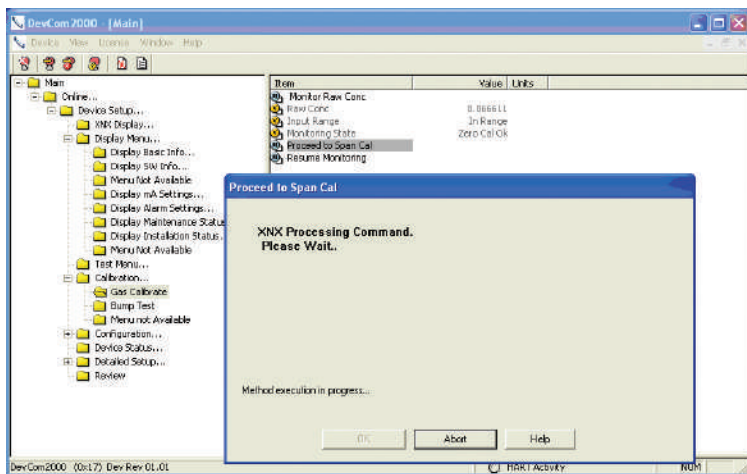 DevCom2000 - [Main]
Device View License Window Help
Main
Online...
Device Setup...
XNX Display...
Display Menu...
Display Basic Info...
Display SW Info...
Menu Not Available
Display mA Settings...
Display Alarm Settings...
Display Maintenance Status
Display Installation Status.
Menu Not Available
Test Menu...
Calibration...
Gas Calibrate
Bump Test
Menu not Available
Configuration...
Device Status...
Detailed Setup...
Review
Item Value Units
Monitor Raw Conc
Raw Conc 0.066611
Input Range In Range
Monitoring State Zero Cal Ok
Proceed to Span Cal
Resume Monitoring
Proceed to Span Cal
XNX Processing Command.
Please Wait..
Method execution in progress...
OK Abort Help
DevCom2000 (0x17) Dev Rev 01.01 HART Activity NUM